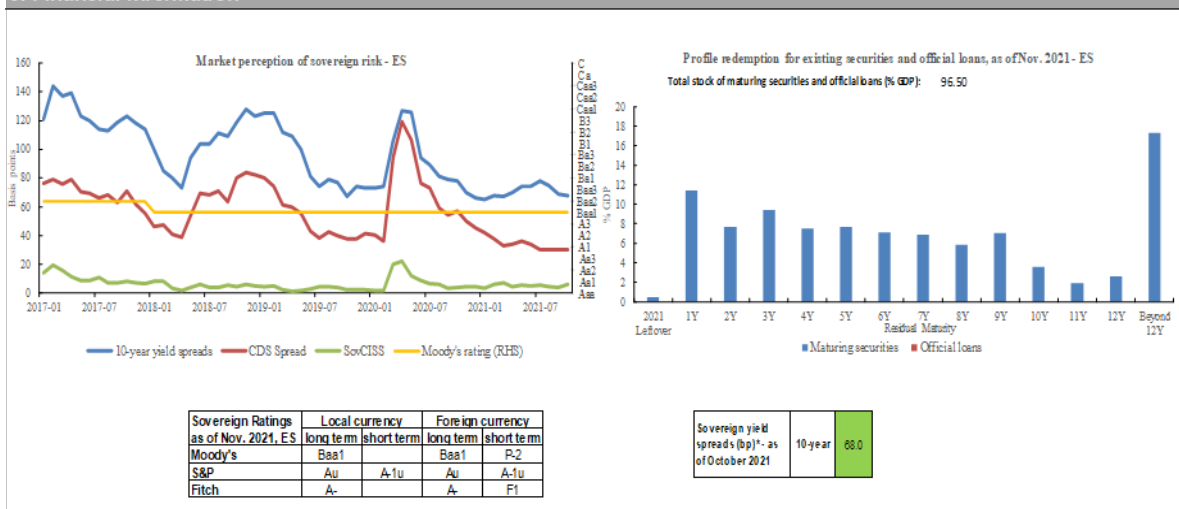 Market perception of sovereign risk - ES
160
140
120
100
80
60
40
20
0
Basis points
C
Ca
Caa3
Caa2
Caa1
B3
B2
B1
Ba3
Ba2
Ba1
Baa3
Baa2
Baa1
A3
A2
A1
Aa3
Aa2
Aa1
Aaa
2017-01 2017-07 2018-01 2018-07 2019-01 2019-07 2020-01 2020-07 2021-01 2021-07
10-year yield spreads CDS Spread SovCISS Moody's rating (RHS)
Profile redemption for existing securities and official loans, as of Nov. 2021 - ES
Total stock of maturing securities and official loans (% GDP): 96.50
20
18
16
14
12
10
8
6
4
2
0
% GDP
2021 Leftover 1Y 2Y 3Y 4Y 5Y 6Y 7Y 8Y 9Y 10Y 11Y 12Y Beyond 12Y
Residual Maturity
Maturing securities Official loans
Sovereign Ratings Local currency Foreign currency
as of Nov. 2021, ES long term short term long term short term
Moody's Baa1 Baa1 P-2
S&P Au A-1u Au A-1u
Fitch A- A- F1
Sovereign yield
spreads (bp)* - as 10-year 68.0
of October 2021